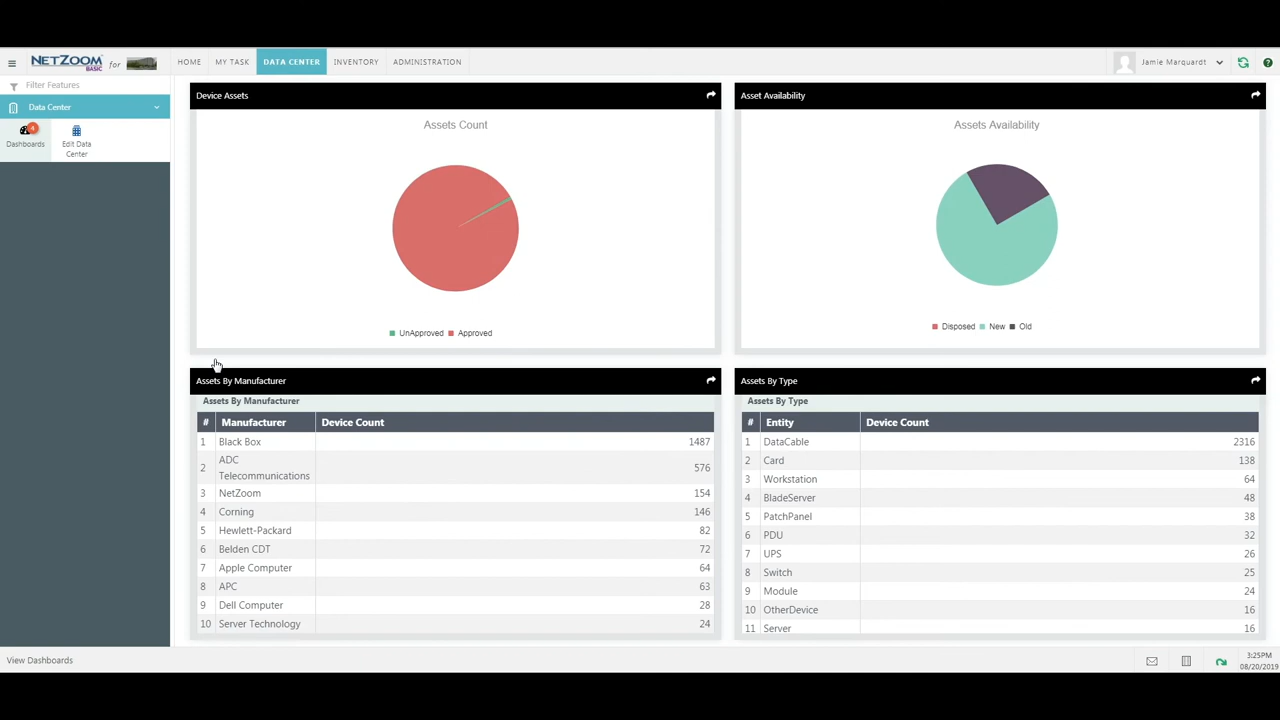 NETZOOM BASIC for
HOME MY TASK DATA CENTER INVENTORY ADMINISTRATION
Jamie Marquardt
Filter Features
Data Center
4
Dashboards
Edit Data
Center
Device Assets
Assets Count
UnApproved Approved
Asset Availability
Assets Availability
Disposed New Old
Assets By Manufacturer
Assets By Manufacturer
# Manufacturer Device Count
1 Black Box 1487
2 ADC Telecommunications 576
3 NetZoom 154
4 Corning 146
5 Hewlett-Packard 82
6 Belden CDT 72
7 Apple Computer 64
8 APC 63
9 Dell Computer 28
10 Server Technology 24
Assets By Type
Assets By Type
# Entity Device Count
1 DataCable 2316
2 Card 138
3 Workstation 64
4 BladeServer 48
5 PatchPanel 38
6 PDU 32
7 UPS 26
8 Switch 25
9 Module 24
10 OtherDevice 16
11 Server 16
View Dashboards
3:25PM
08/20/2019